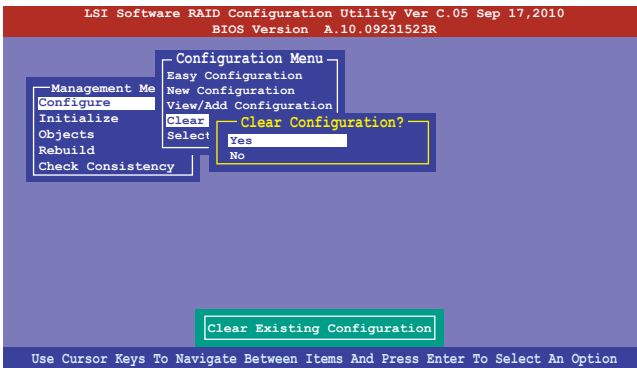 LSI Software RAID Configuration Utility Ver C.05 Sep 17,2010
BIOS Version A.10.09231523R
Configuration Menu
Easy Configuration
New Configuration
View/Add Configuration
Clear
Select
Management Me
Configure
Initialize
Objects
Rebuild
Check Consistency
Clear Configuration?
Yes
No
Clear Existing Configuration
Use Cursor Keys To Navigate Between Items And Press Enter To Select An Option